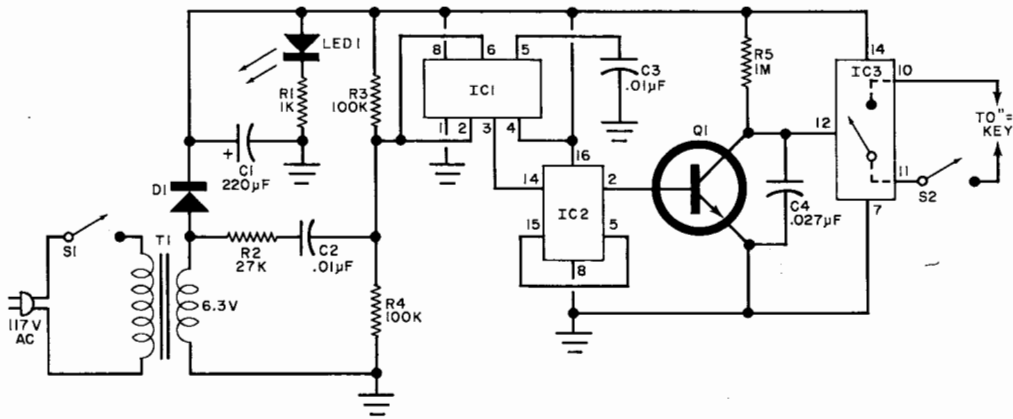 LED1
R1
1K
R3
100K
C1
220µF
+
D1
S1
T1
R2
27K
C2
.01µF
6.3V
117V
AC
R4
100K
8
6
5
IC1
1
2
3
4
C3
.01µF
16
14
2
IC2
15
5
8
Q1
R5
1M
C4
.027µF
14
10
IC3
12
11
7
S2
TO"=
KEY